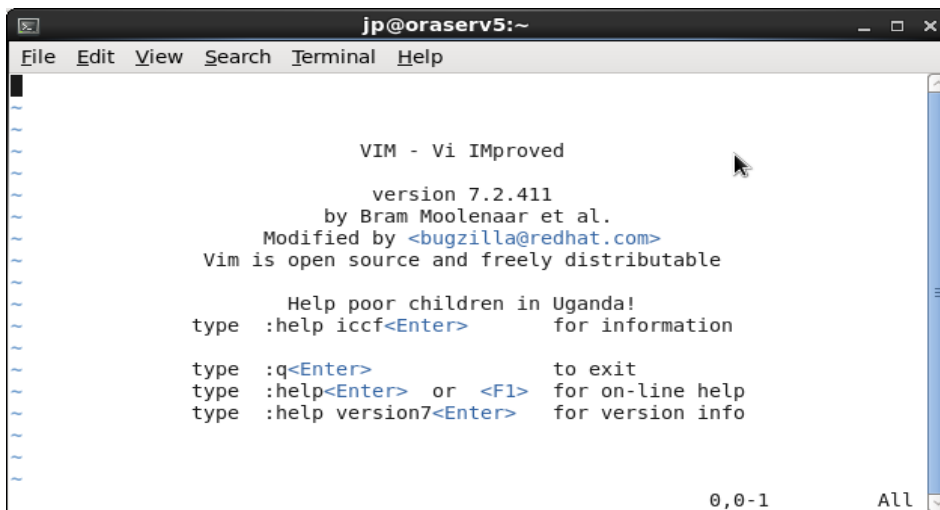 jp@oraserv5:~
File Edit View Search Terminal Help
~
~
~ VIM - Vi IMproved
~
~ version 7.2.411
~ by Bram Moolenaar et al.
~ Modified by <bugzilla@redhat.com>
~ Vim is open source and freely distributable
~
~ Help poor children in Uganda!
~ type :help iccf<Enter> for information
~
~ type :q<Enter> to exit
~ type :help<Enter> or <F1> for on-line help
~ type :help version7<Enter> for version info
~
~
~
0,0-1 All